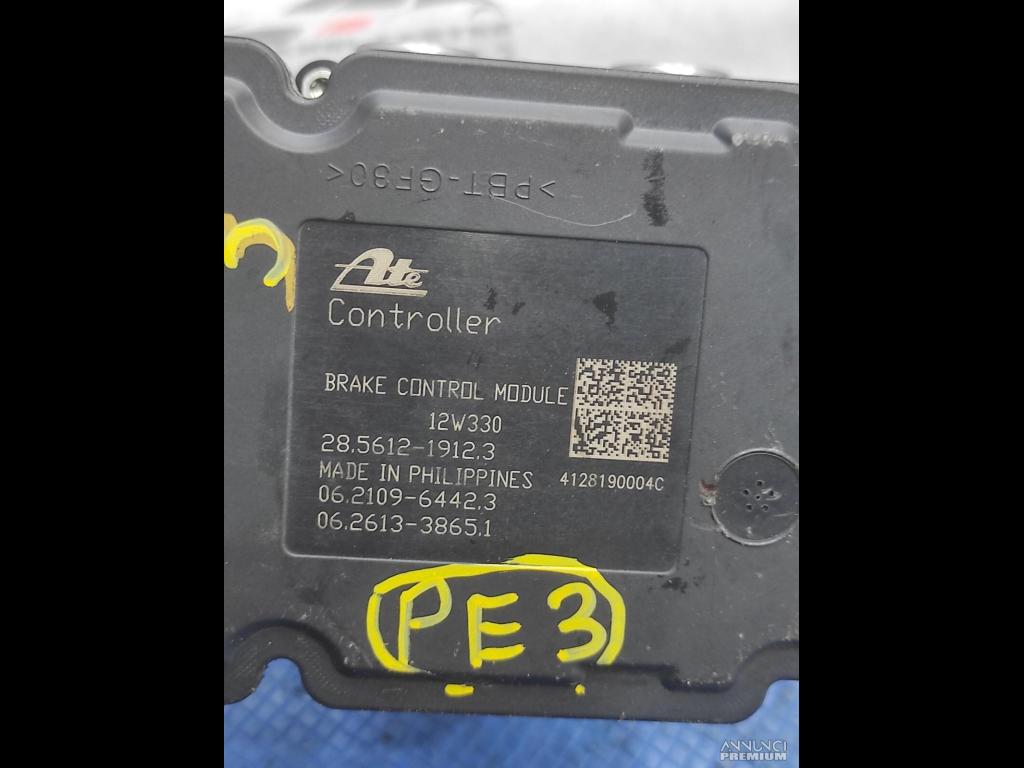 >PBT-GF30<
Ate
Controller
BRAKE CONTROL MODULE
12W330
28.5612-1912.3
MADE IN PHILIPPINES
4128190004C
06.2109-6442.3
06.2613-3865.1
PE3
ANNUNCI
PREMIUM